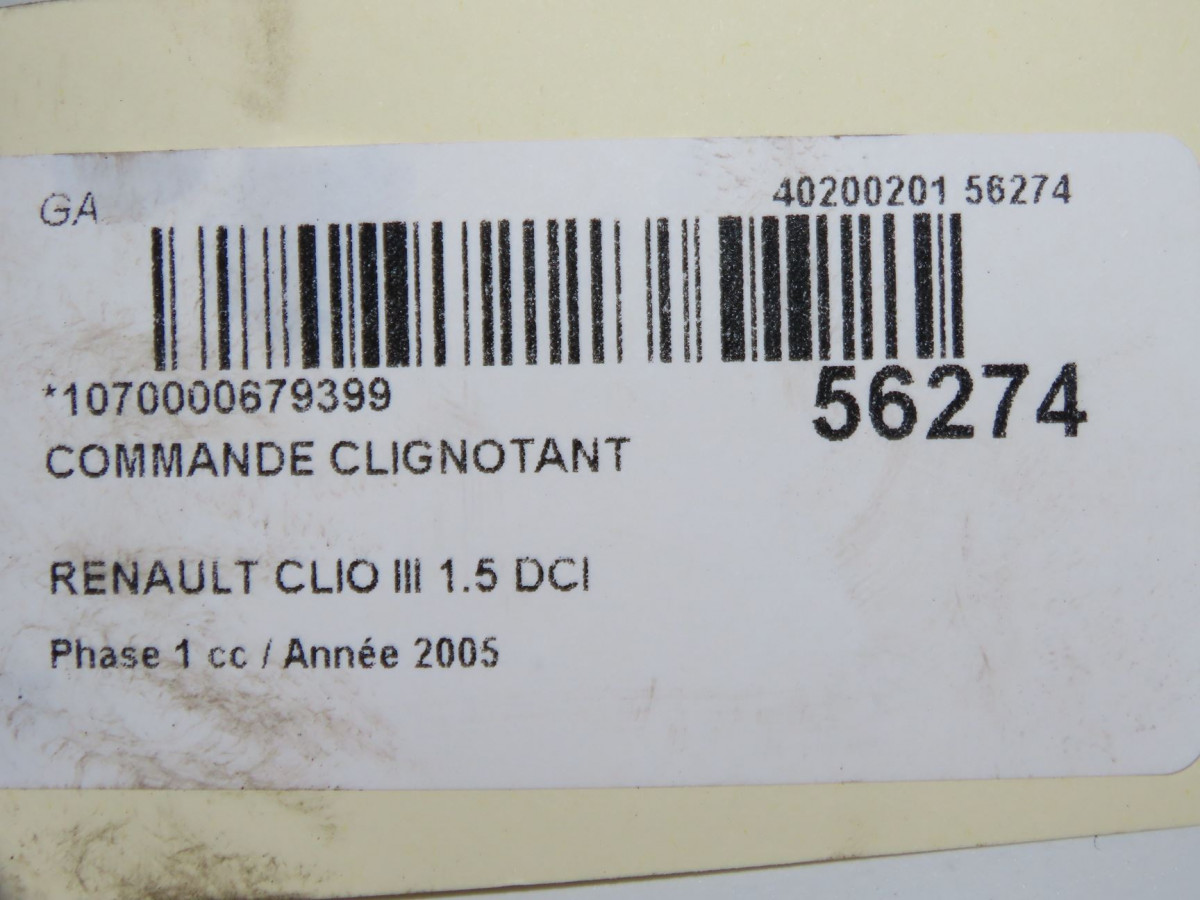 GA
40200201 56274
*1070000679399
56274
COMMANDE CLIGNOTANT
RENAULT CLIO III 1.5 DCI
Phase 1 cc / Année 2005